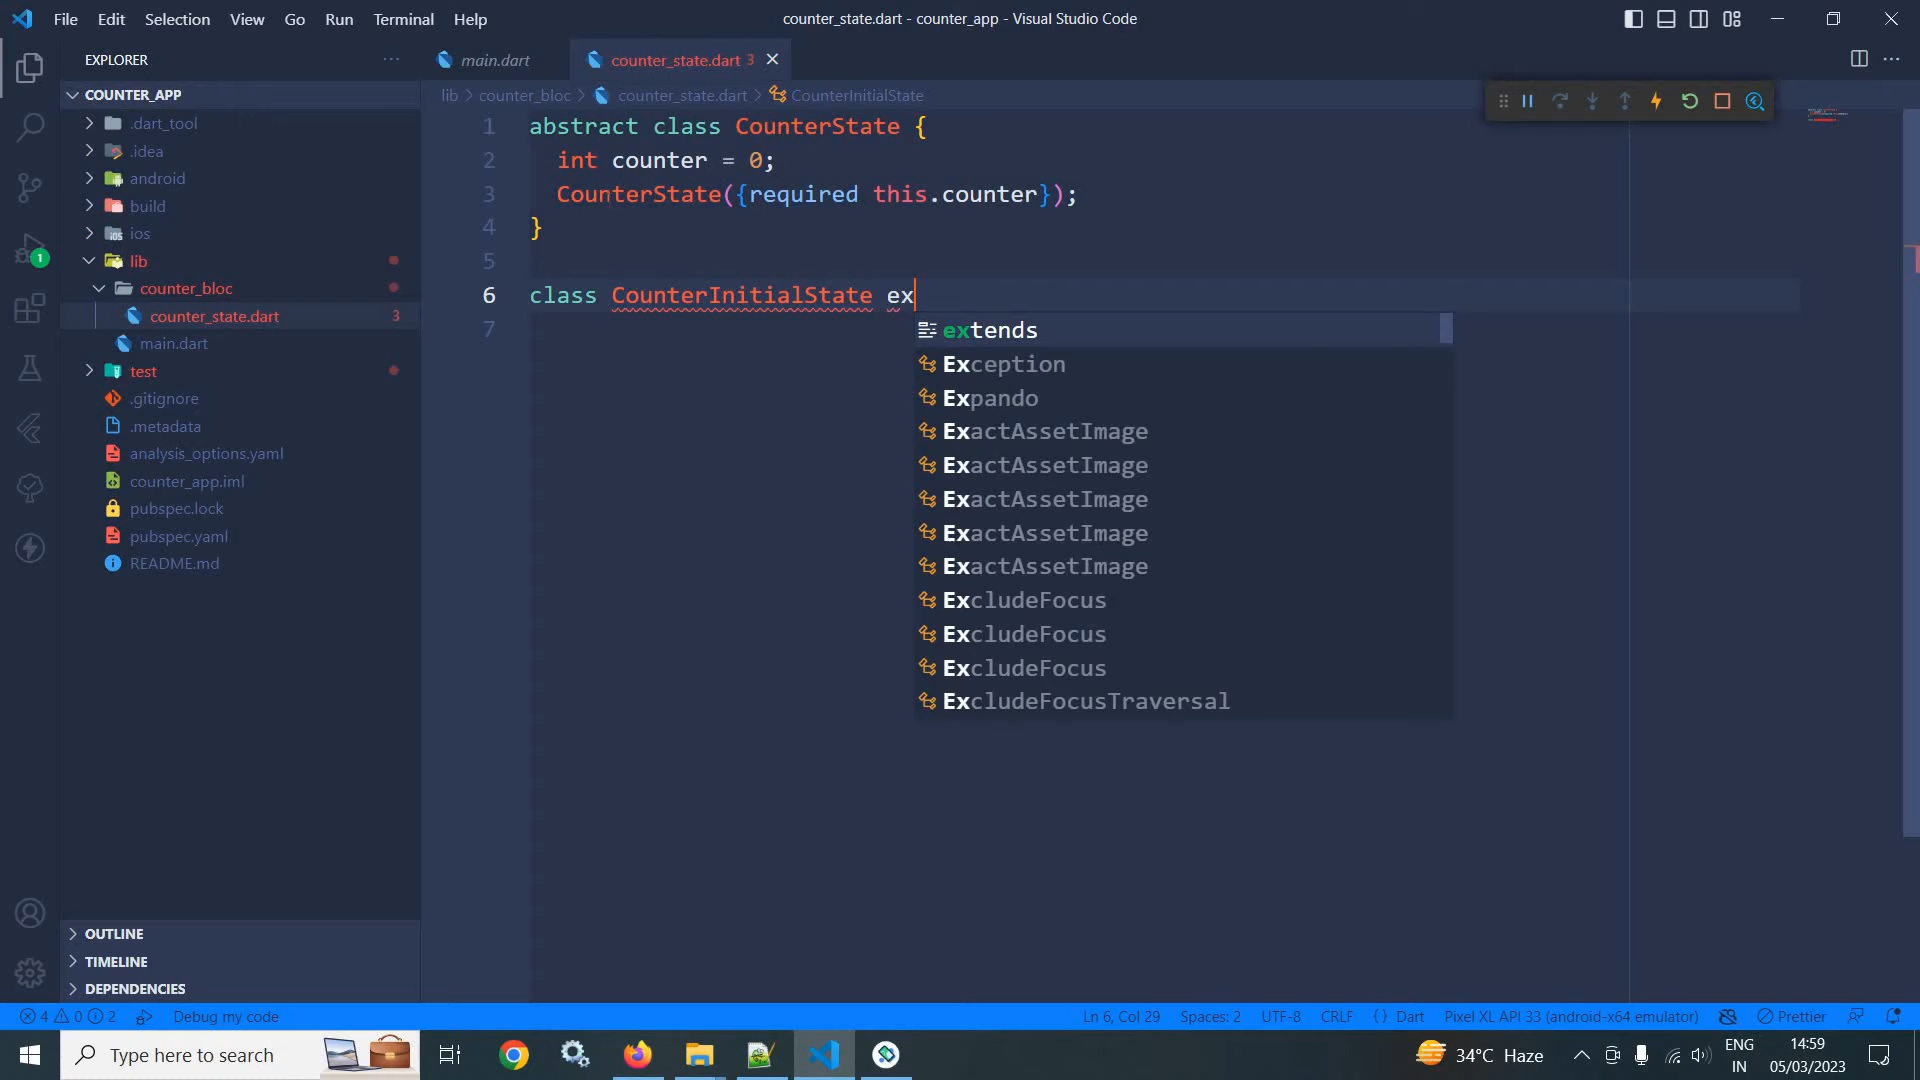 File Edit Selection View Go Run Terminal Help
counter_state.dart - counter_app - Visual Studio Code
EXPLORER
main.dart
counter_state.dart 3
COUNTER_APP
lib counter_bloc counter_state.dart CounterInitialState
.dart_tool
.idea
android
build
ios
lib
counter_bloc
counter_state.dart 3
main.dart
test
.gitignore
.metadata
analysis_options.yaml
counter_app.iml
pubspec.lock
pubspec.yaml
README.md
1
OUTLINE
TIMELINE
DEPENDENCIES
1 abstract class CounterState {
2 int counter = 0;
3 CounterState({required this.counter});
4 }
5
6 class CounterInitialState ex
7
extends
Exception
Expando
ExactAssetImage
ExactAssetImage
ExactAssetImage
ExactAssetImage
ExactAssetImage
ExcludeFocus
ExcludeFocus
ExcludeFocus
ExcludeFocusTraversal
4 0 2 Debug my code
Ln 6, Col 29 Spaces: 2 UTF-8 CRLF { } Dart Pixel XL API 33 (android-x64 emulator) Prettier
Type here to search
34°C Haze
ENG
IN
14:59
05/03/2023